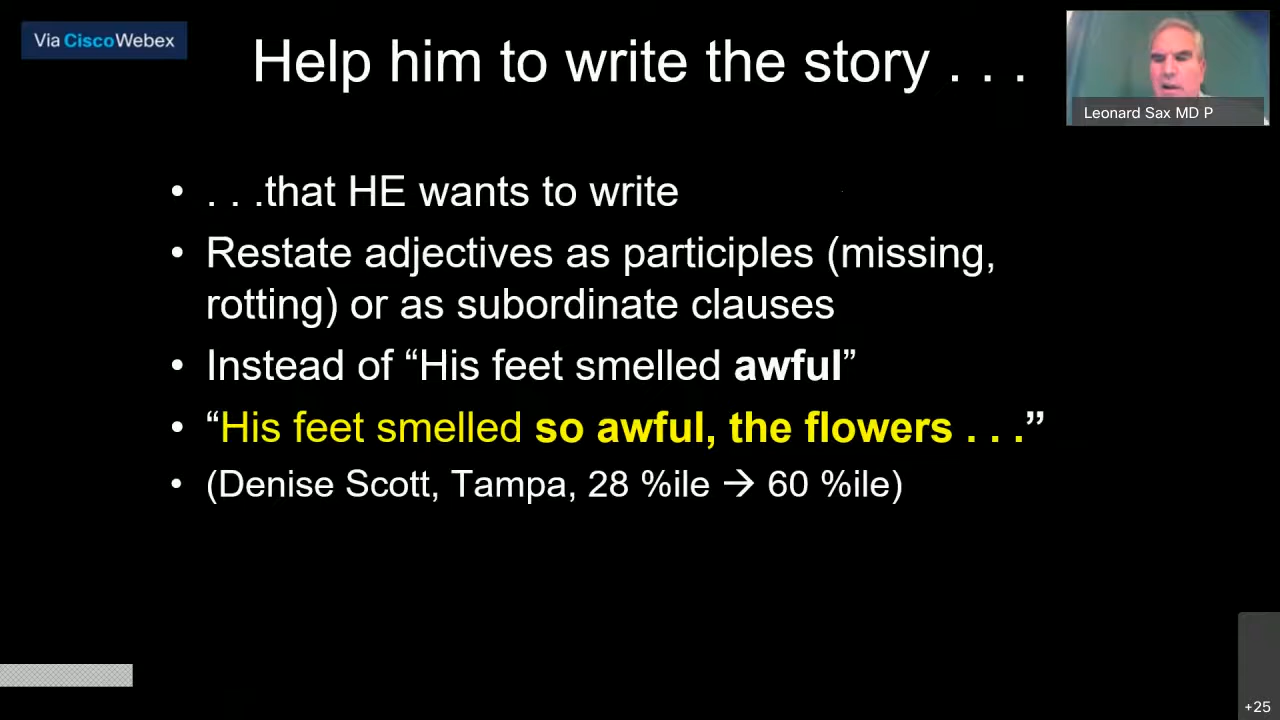 Via CiscoWebex
Help him to write the story . . .
Leonard Sax MD P
• . . .that HE wants to write
• Restate adjectives as participles (missing,
rotting) or as subordinate clauses
• Instead of “His feet smelled awful”
• “His feet smelled so awful, the flowers . . .”
• (Denise Scott, Tampa, 28 %ile → 60 %ile)
+25